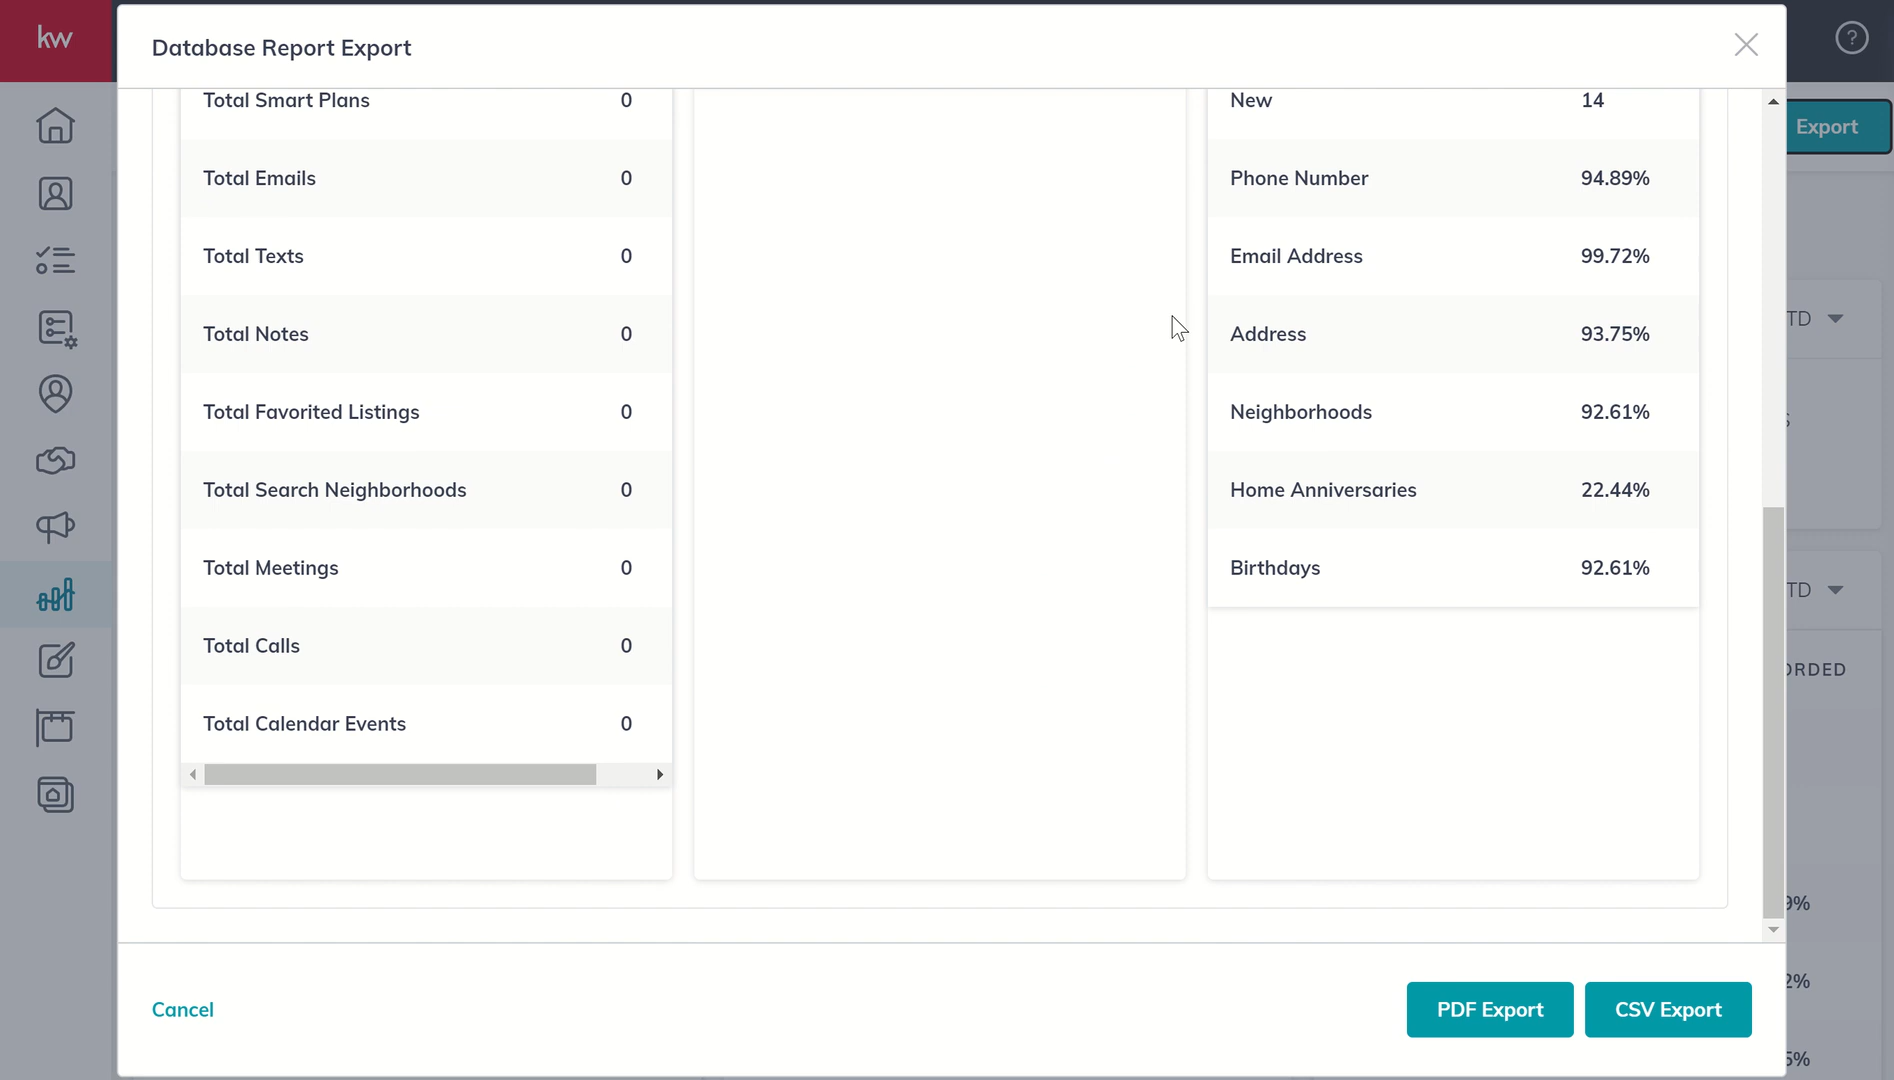 kw
Database Report Export
?
Export
Total Smart Plans 0
New 14
Total Emails 0
Phone Number 94.89%
Total Texts 0
Email Address 99.72%
Total Notes 0
Address 93.75%
TD
Total Favorited Listings 0
Neighborhoods 92.61%
Total Search Neighborhoods 0
Home Anniversaries 22.44%
Total Meetings 0
Birthdays 92.61%
TD
Total Calls 0
ORDED
Total Calendar Events 0
9%
2%
5%
Cancel
PDF Export
CSV Export